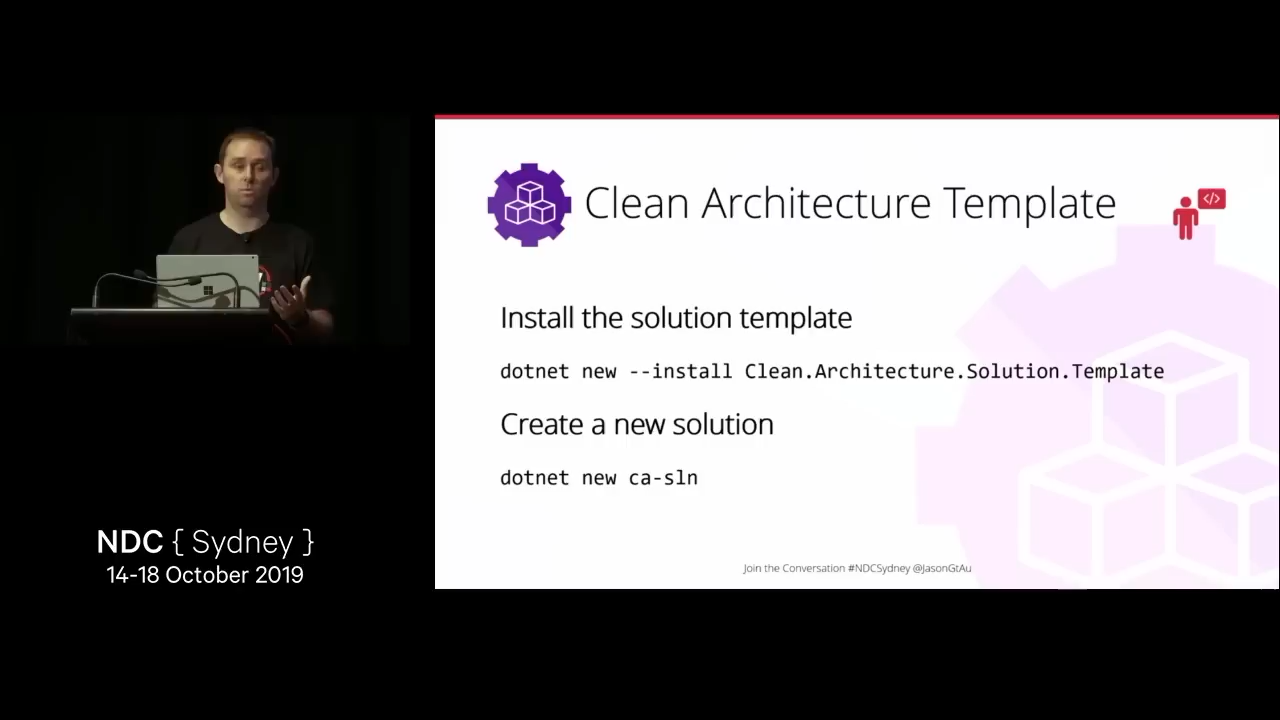 Clean Architecture Template
</>
Install the solution template
dotnet new --install Clean.Architecture.Solution.Template
Create a new solution
dotnet new ca-sln
Join the Conversation #NDCSydney @JasonGtAu
NDC { Sydney }
14-18 October 2019